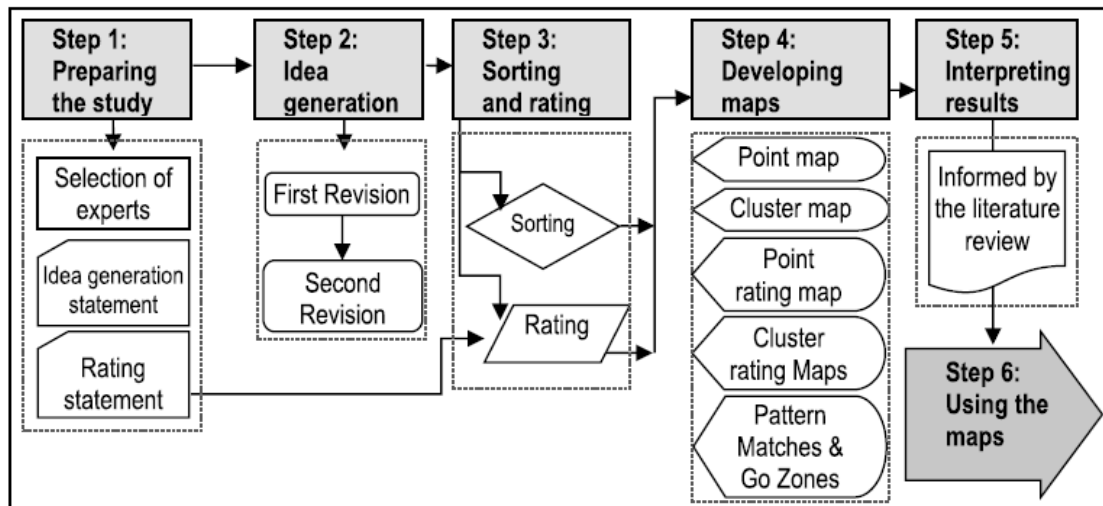 Step 1:
Preparing
the study
Selection of
experts
Idea generation
statement
Rating
statement
Step 2:
Idea
generation
First Revision
Second
Revision
Step 3:
Sorting
and rating
Sorting
Rating
Step 4:
Developing
maps
Point map
Cluster map
Point
rating map
Cluster
rating Maps
Pattern
Matches &
Go Zones
Step 5:
Interpreting
results
Informed by
the literature
review
Step 6:
Using the
maps